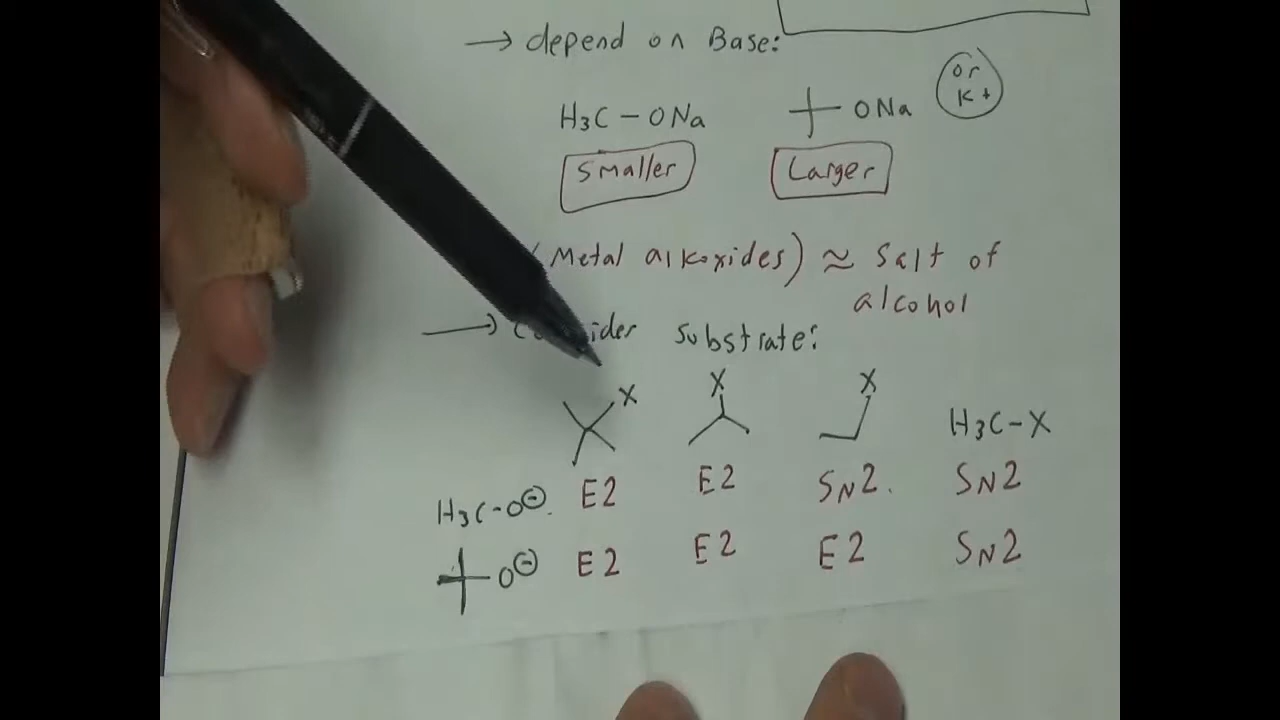 → depend on Base:
H₃C-ONa ONa or K+
Smaller Larger
(Metal alkoxides) ≈ Salt of
alcohol
→ Substrate:
X X X H₃C-X
H₃C-O⊖ E2 E2 SN2. SN2
O⊖ E2 E2 E2 SN2